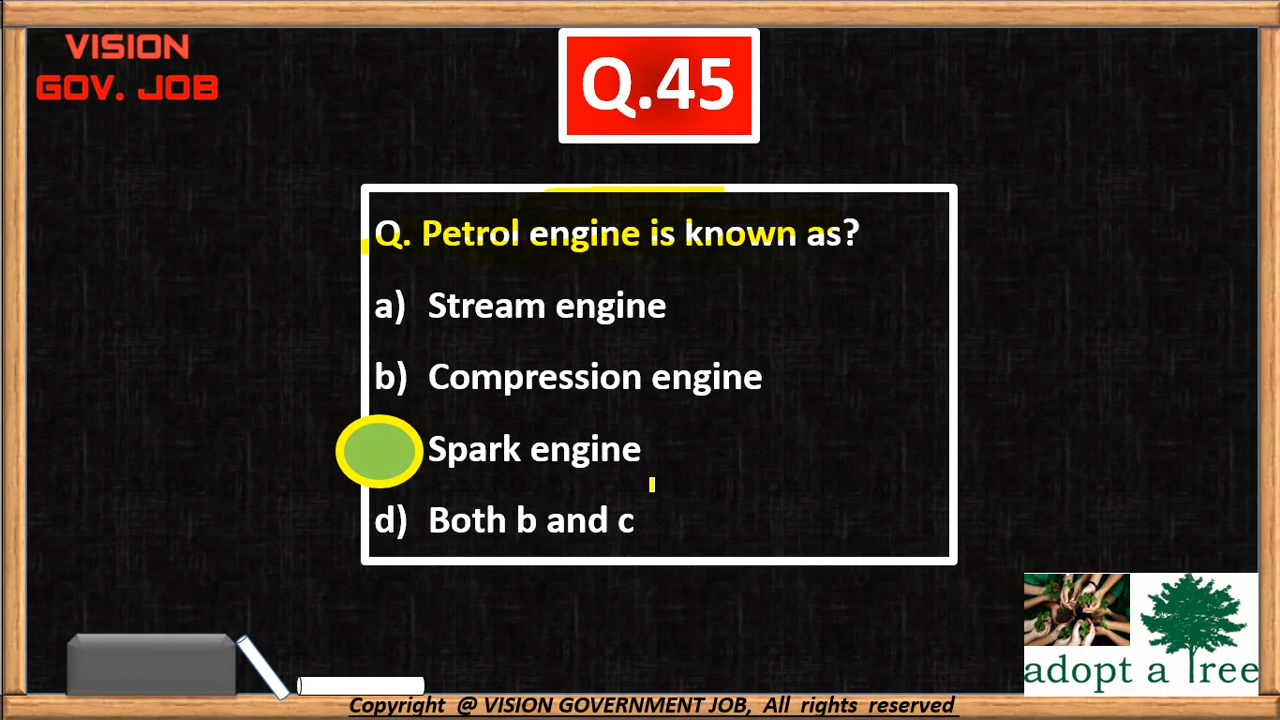 VISION
GOV. JOB
Q.45
Q. Petrol engine is known as?
a) Stream engine
b) Compression engine
Spark engine
d) Both b and c
adopt a Tree
Copyright @ VISION GOVERNMENT JOB, All rights reserved